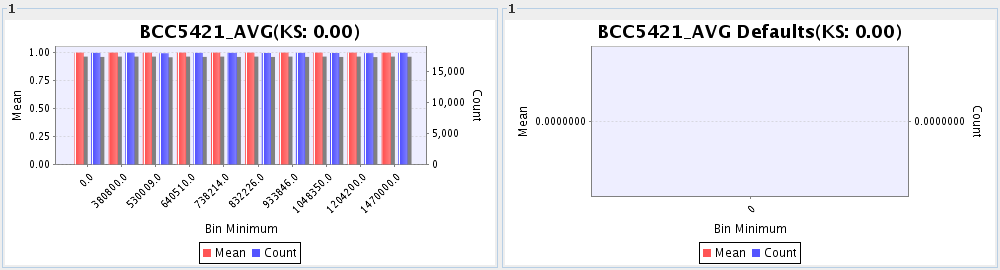 1
BCC5421_AVG(KS: 0.00)
Mean
1.00
0.75
0.50
0.25
0.00
15,000
10,000
5,000
0
Count
0.0
380800.0
530009.0
640510.0
738214.0
832226.0
933846.0
1048350.0
1204200.0
1470000.0
Bin Minimum
Mean Count
1
BCC5421_AVG Defaults(KS: 0.00)
Mean
0.0000000
0.0000000
Count
0
Bin Minimum
Mean Count